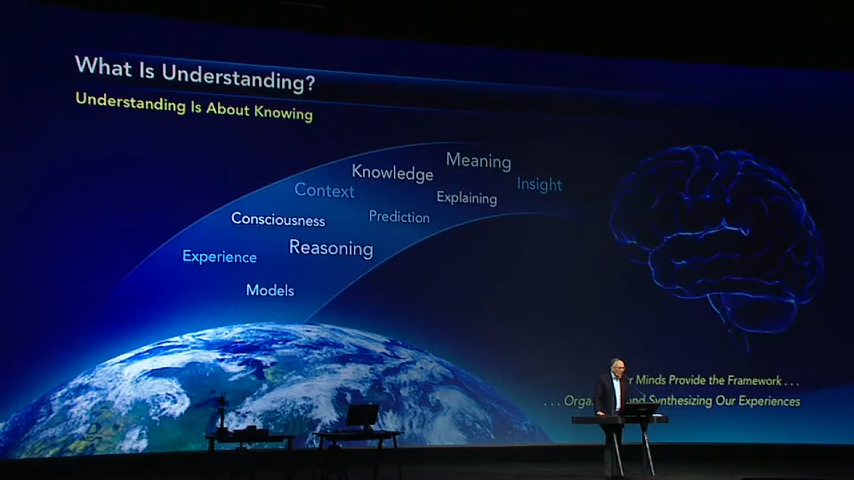 What Is Understanding?
Understanding Is About Knowing
Meaning
Knowledge
Insight
Context
Explaining
Consciousness
Prediction
Reasoning
Experience
Models
Minds Provide the Framework . . .
. . . and Synthesizing Our Experiences